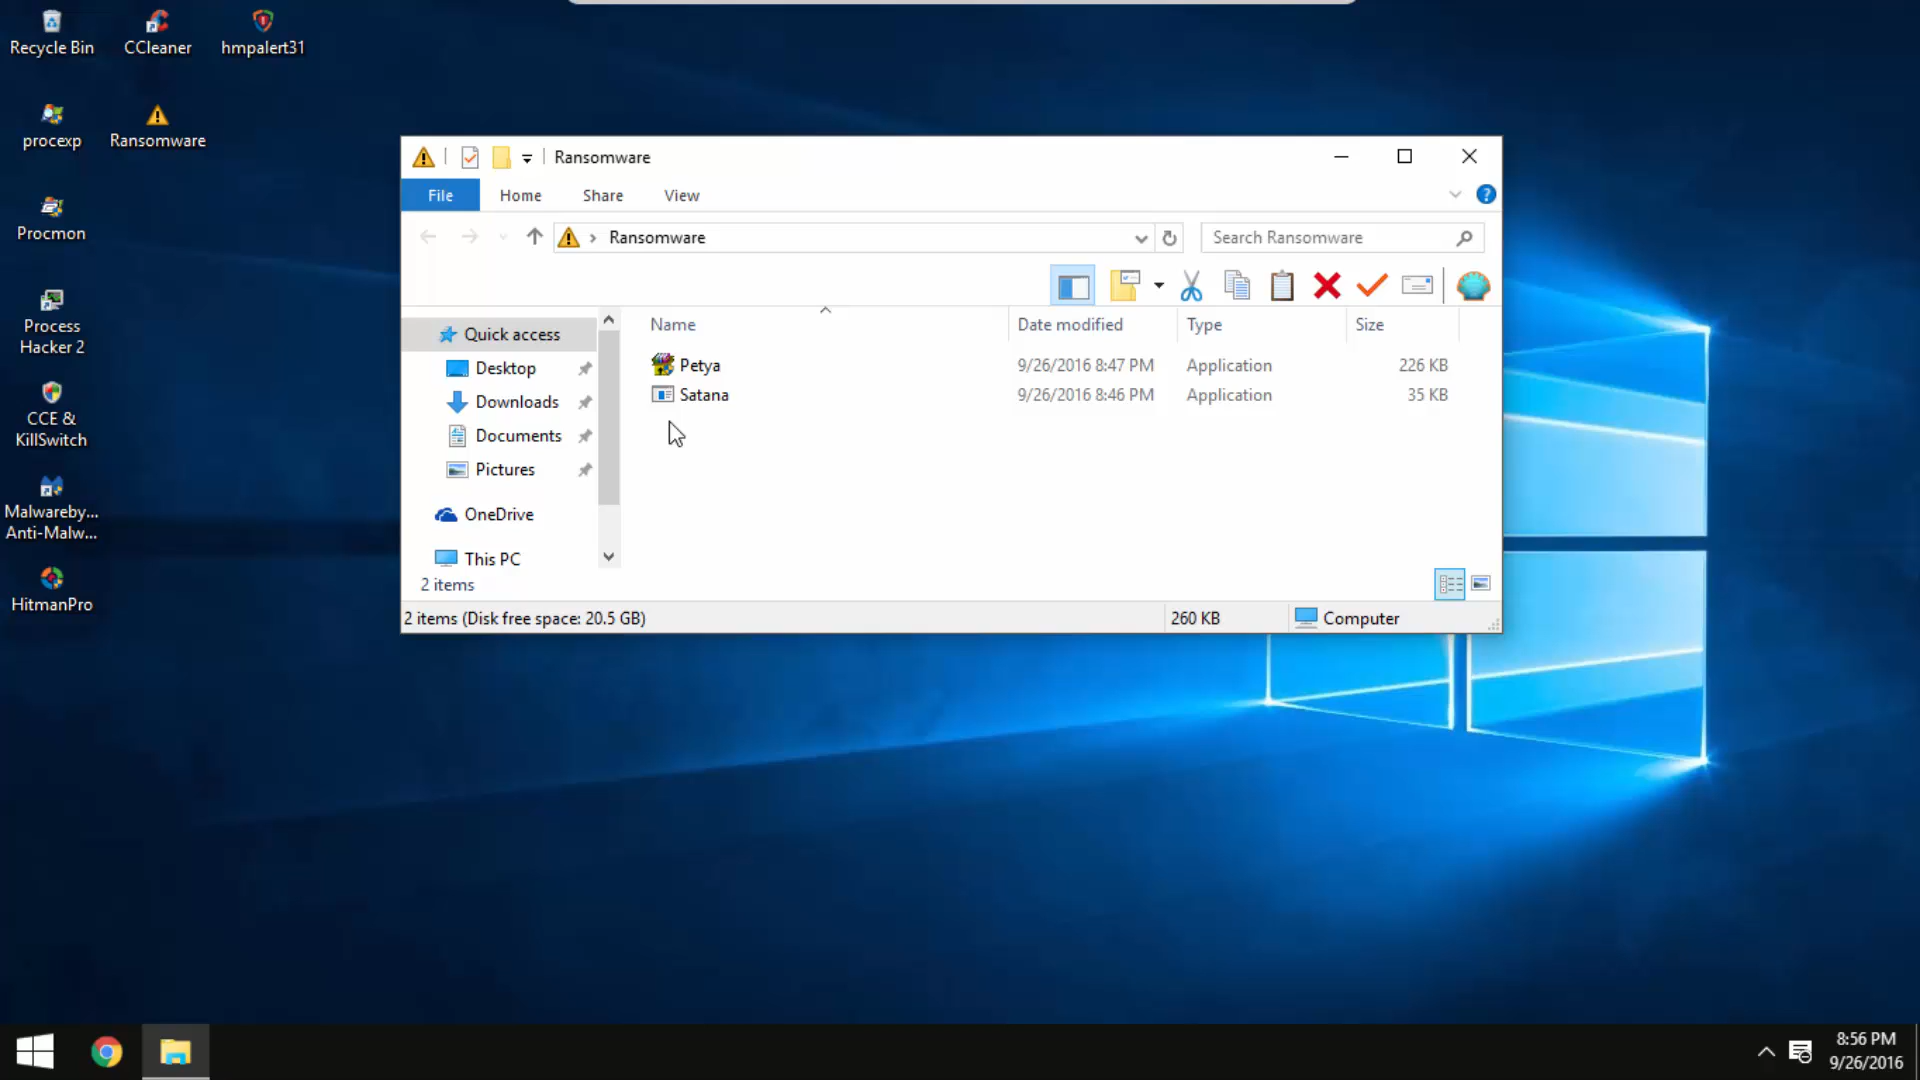 Recycle Bin
CCleaner
hmpalert31
procexp
Ransomware
Procmon
Process
Hacker 2
CCE &
KillSwitch
Malwareby...
Anti-Malw...
HitmanPro
Ransomware
File
Home
Share
View
?
Ransomware
Search Ransomware
Quick access
Desktop
Downloads
Documents
Pictures
OneDrive
This PC
Name
Date modified
Type
Size
Petya
9/26/2016 8:47 PM
Application
226 KB
Satana
9/26/2016 8:46 PM
Application
35 KB
2 items
2 items (Disk free space: 20.5 GB)
260 KB
Computer
8:56 PM
9/26/2016